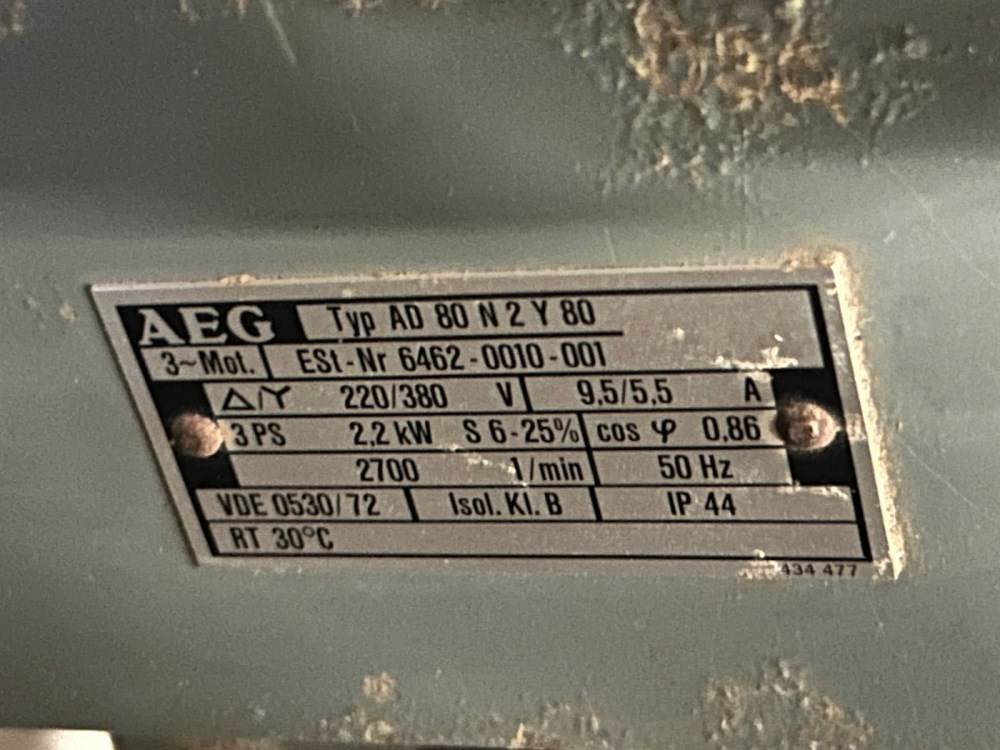 AEG Typ AD 80 N 2 Y 80
3~Mot. ESt-Nr 6462-0010-001
△/Y 220/380 V 9,5/5,5 A
3 PS 2,2 kW S 6-25% cos φ 0,86
2700 1/min 50 Hz
VDE 0530/72 Isol. Kl. B IP 44
RT 30°C
434 477